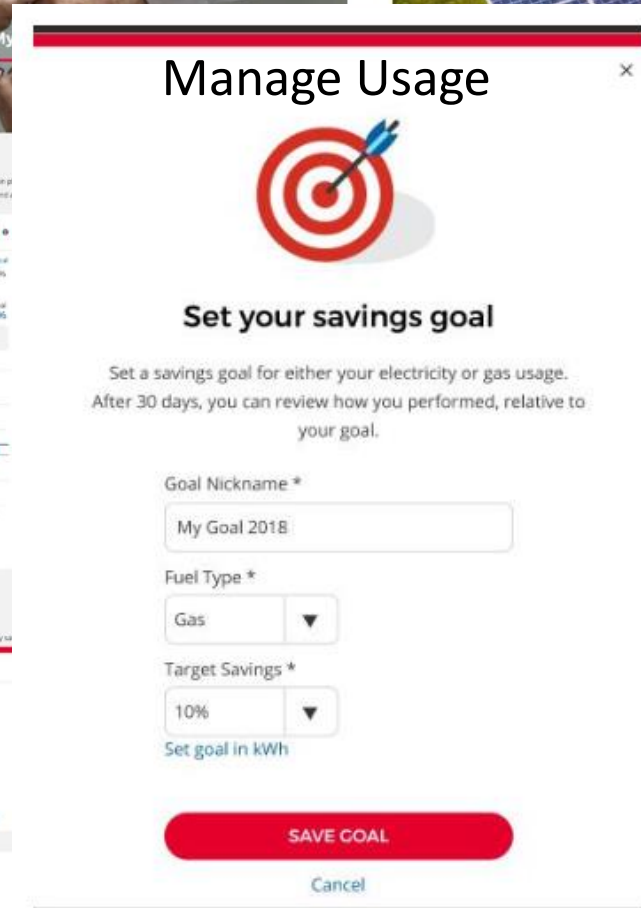 Manage Usage
×
Set your savings goal
Set a savings goal for either your electricity or gas usage.
After 30 days, you can review how you performed, relative to
your goal.
Goal Nickname *
My Goal 2018
Fuel Type *
Gas
Target Savings *
10%
Set goal in kWh
SAVE GOAL
Cancel